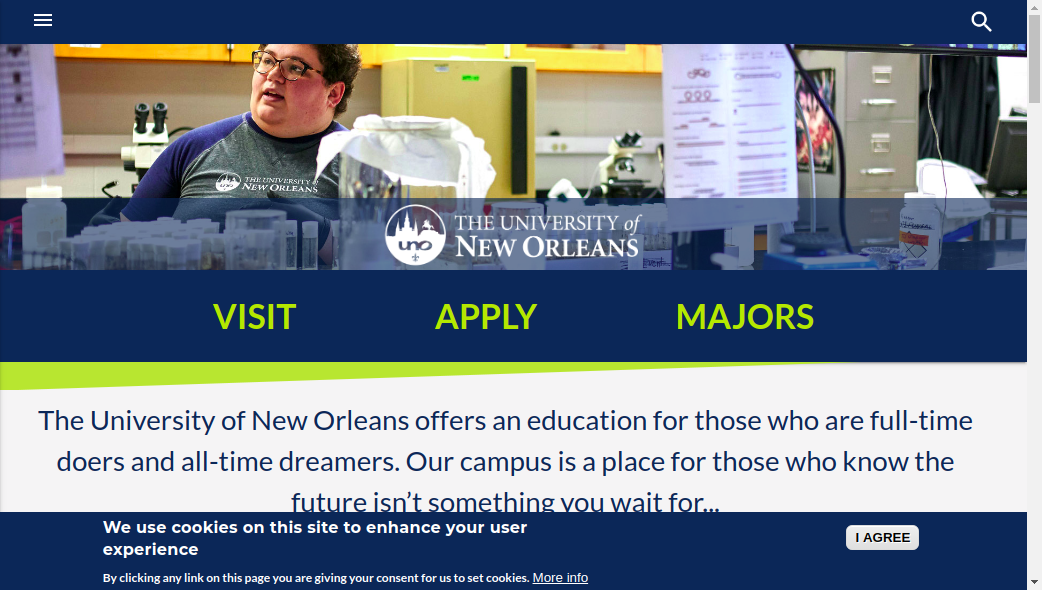 THE UNIVERSITY of
NEW ORLEANS
uno
THE UNIVERSITY of
NEW ORLEANS
VISIT
APPLY
MAJORS
The University of New Orleans offers an education for those who are full-time
doers and all-time dreamers. Our campus is a place for those who know the
future isn’t something you wait for...
We use cookies on this site to enhance your user
experience
I AGREE
By clicking any link on this page you are giving your consent for us to set cookies. More info